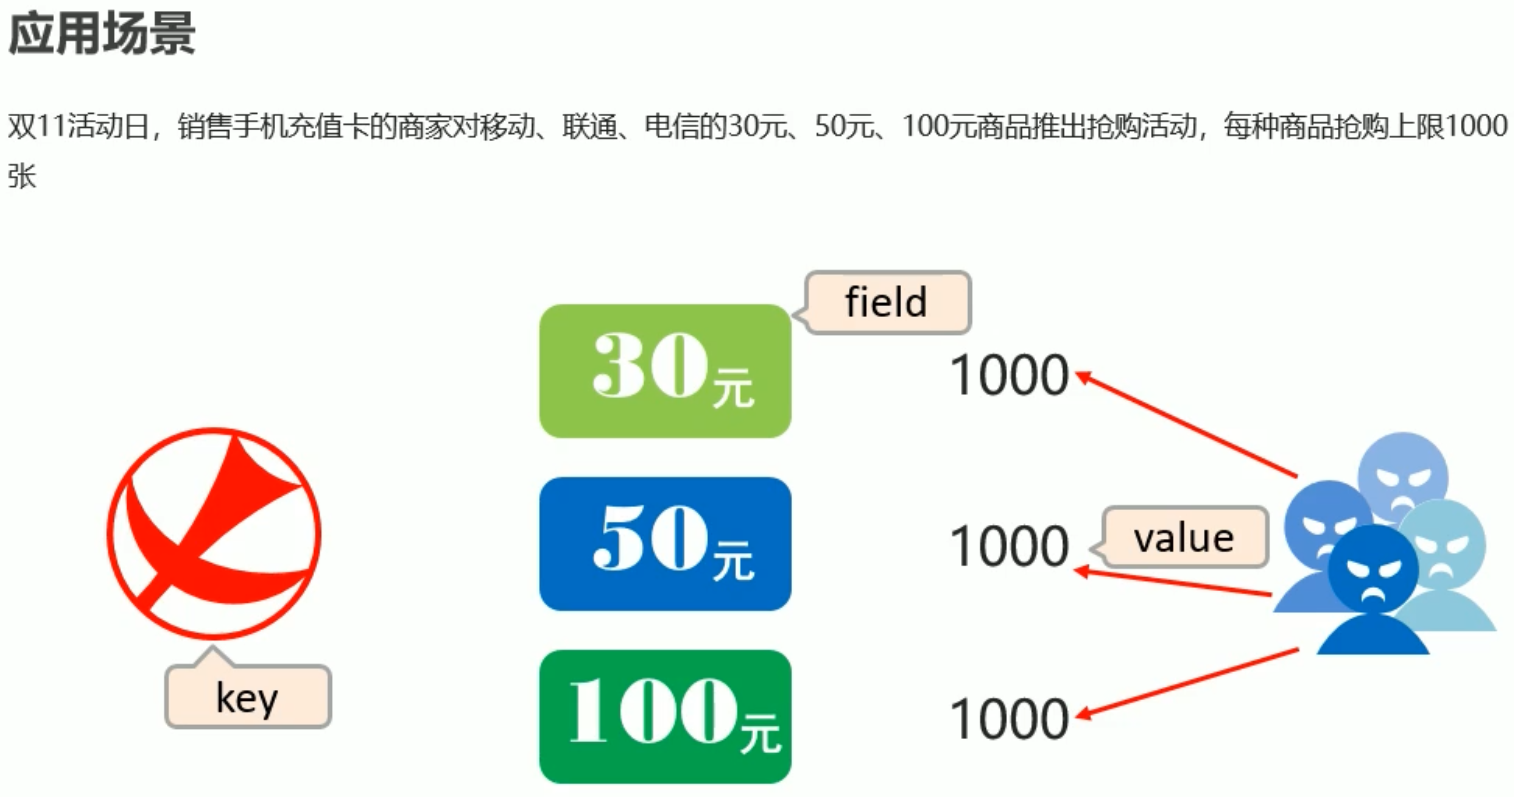 应用场景
双11活动日，销售手机充值卡的商家对移动、联通、电信的30元、50元、100元商品推出抢购活动，每种商品抢购上限1000
张
field
30元
1000
50元
1000
value
key
100元
1000